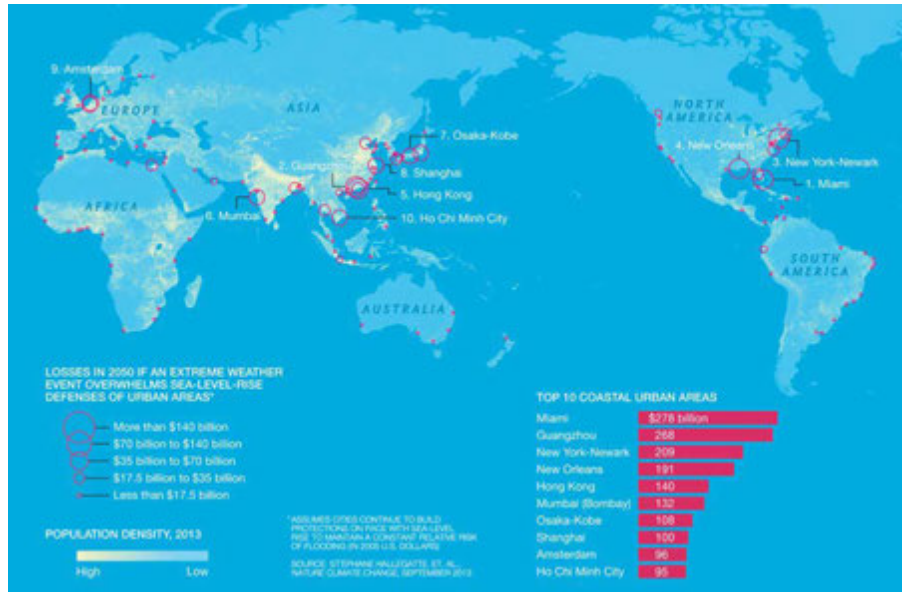 9. Amsterdam
EUROPE
ASIA
NORTH
AMERICA
7. Osaka-Kobe
4. New Orleans
2. Guangzhou
8. Shanghai
3. New York-Newark
5. Hong Kong
1. Miami
AFRICA
6. Mumbai
10. Ho Chi Minh City
SOUTH
AMERICA
AUSTRALIA
LOSSES IN 2050 IF AN EXTREME WEATHER
EVENT OVERWHELMS SEA-LEVEL-RISE
DEFENSES OF URBAN AREAS*
More than $140 billion
$70 billion to $140 billion
$35 billion to $70 billion
$17.5 billion to $35 billion
Less than $17.5 billion
POPULATION DENSITY, 2013
High Low
*ASSUMES CITIES CONTINUE TO BUILD
PROTECTIONS ON PACE WITH SEA-LEVEL
RISE TO MAINTAIN A CONSTANT RELATIVE RISK
OF FLOODING (IN 2005 U.S. DOLLARS)
SOURCE: STEPHANE HALLEGATTE, ET. AL.,
NATURE CLIMATE CHANGE, SEPTEMBER 2013
TOP 10 COASTAL URBAN AREAS
Miami $278 billion
Guangzhou 268
New York-Newark 209
New Orleans 191
Hong Kong 140
Mumbai (Bombay) 132
Osaka-Kobe 108
Shanghai 100
Amsterdam 96
Ho Chi Minh City 95